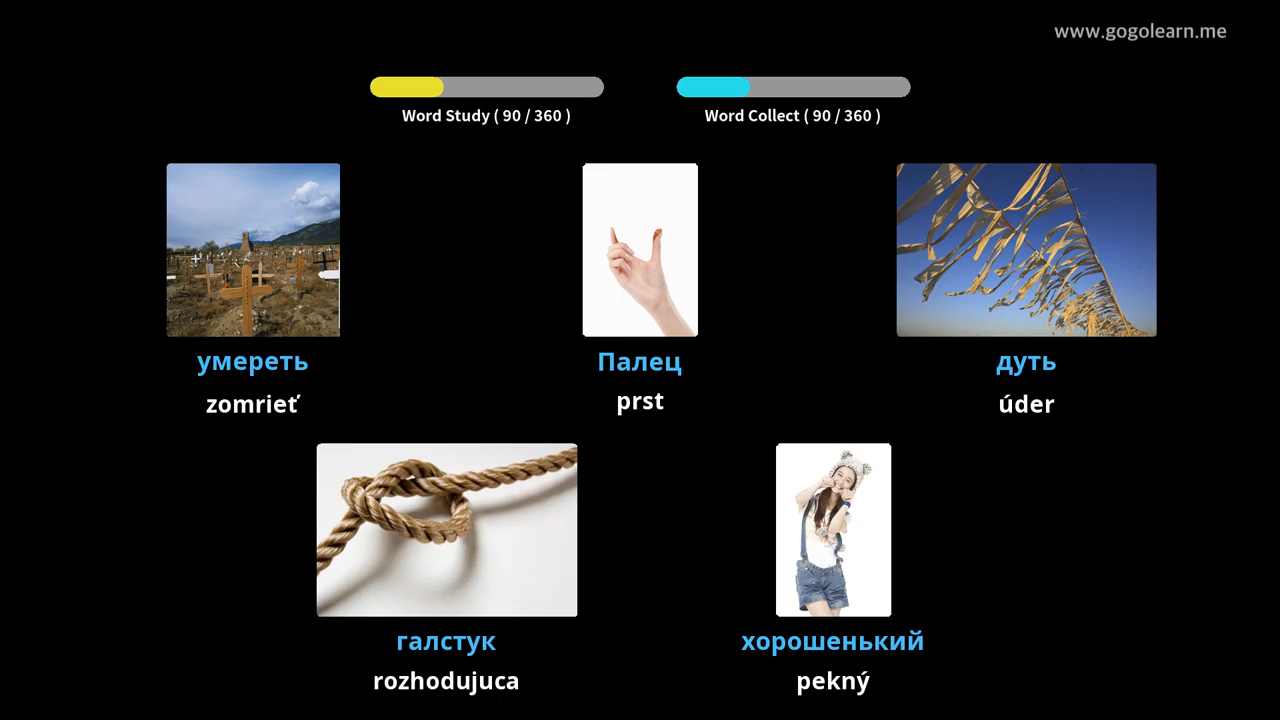 www.gogolearn.me
Word Study ( 90 / 360 )
Word Collect ( 90 / 360 )
умереть
zomrieť
Палец
prst
дуть
úder
галстук
rozhodujuca
хорошенький
pekný